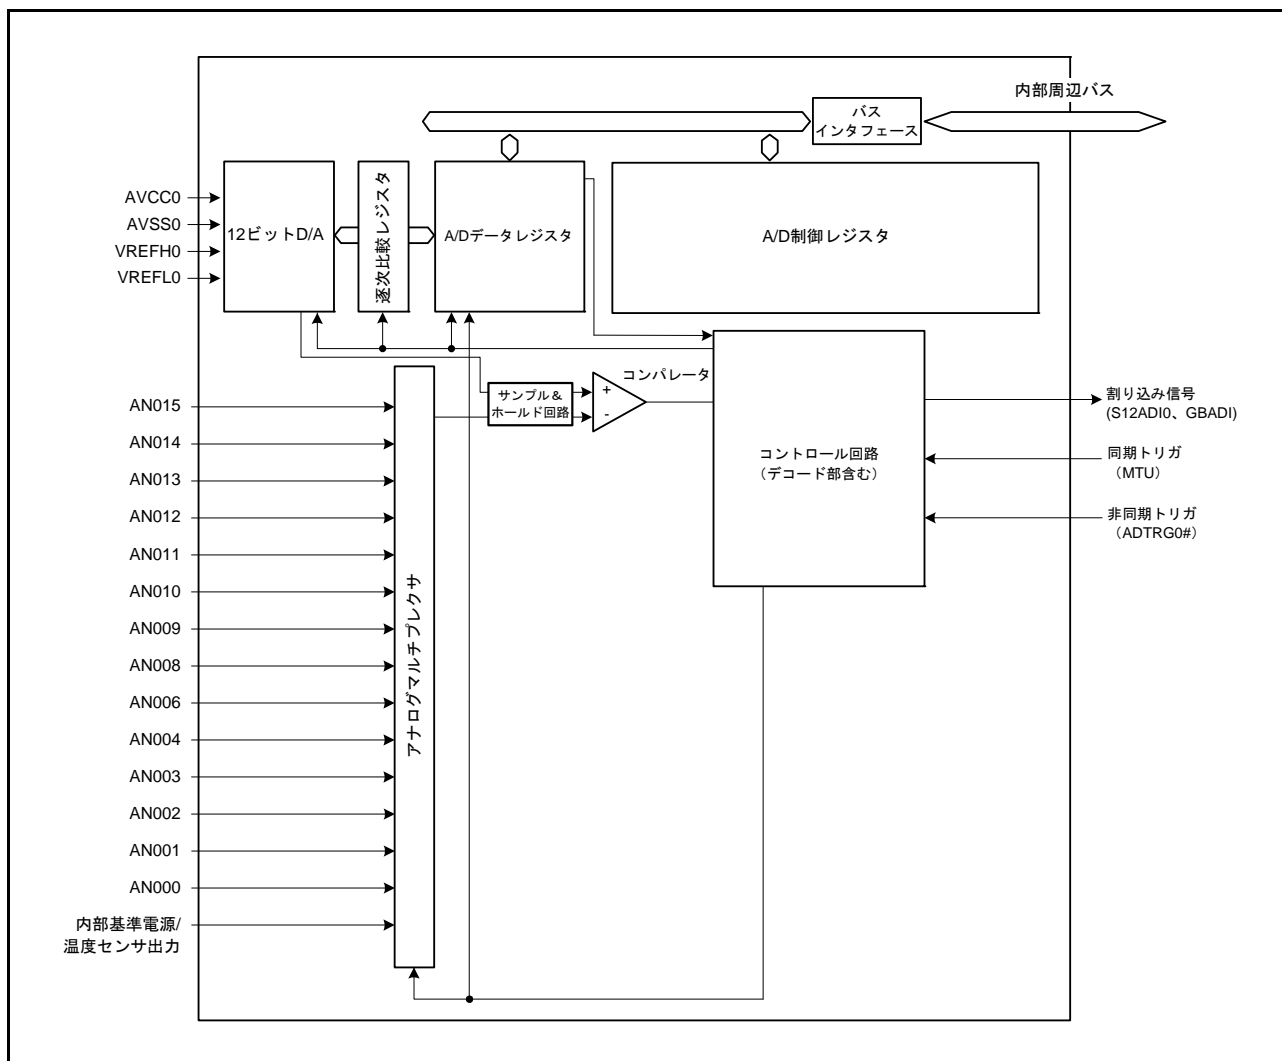 内部周辺バス
バス
インタフェース
AVCC0
AVSS0
VREFH0
VREFL0
12ビットD/A
逐次比較レジスタ
A/Dデータレジスタ
A/D制御レジスタ
コンパレータ
サンプル＆
ホールド回路
+
-
コントロール回路
（デコード部含む）
割り込み信号
(S12ADI0、GBADI)
同期トリガ
（MTU）
非同期トリガ
（ADTRG0#）
アナログマルチプレクサ
AN015
AN014
AN013
AN012
AN011
AN010
AN009
AN008
AN006
AN004
AN003
AN002
AN001
AN000
内部基準電源/
温度センサ出力